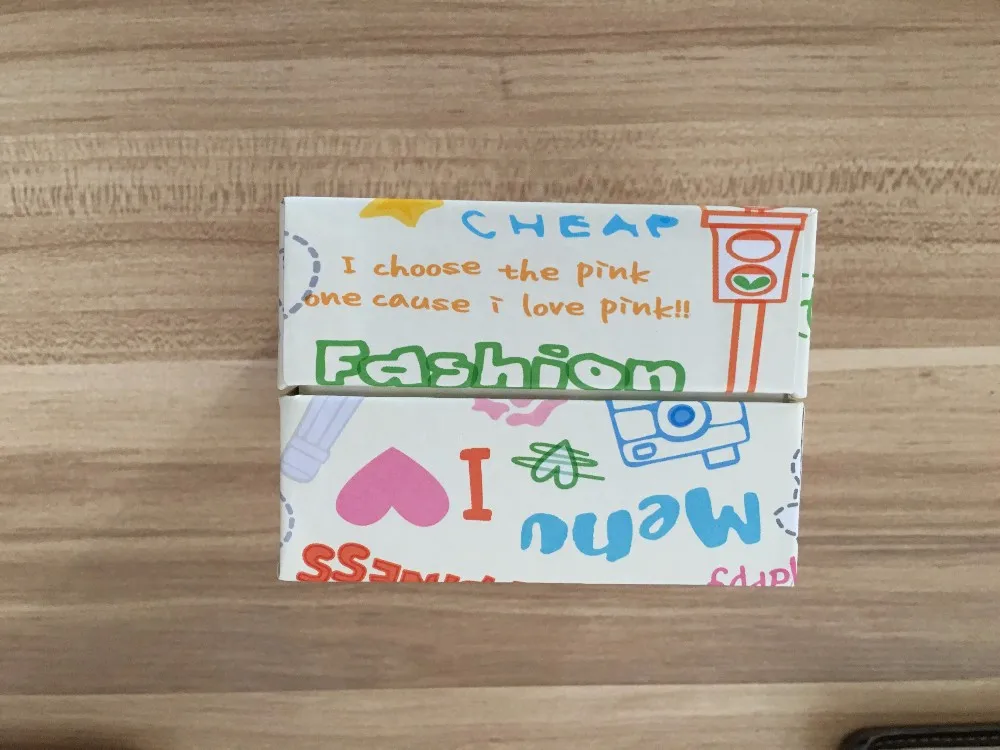 CHEAP
I choose the pink
one cause i love pink!!
Fashion
I
Menu